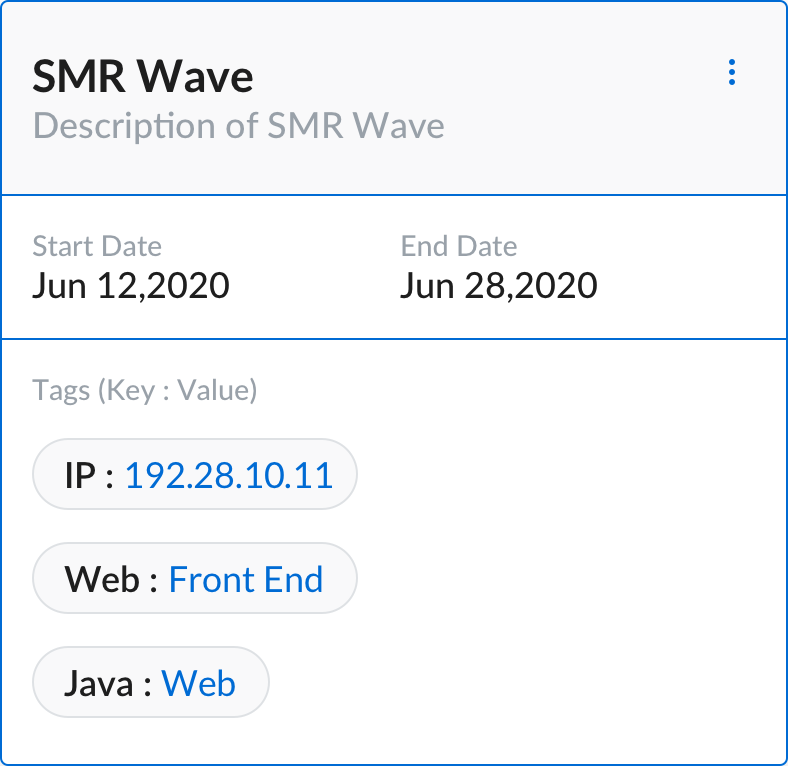 SMR Wave
Description of SMR Wave
Start Date
Jun 12,2020
End Date
Jun 28,2020
Tags (Key : Value)
IP : 192.28.10.11
Web : Front End
Java : Web